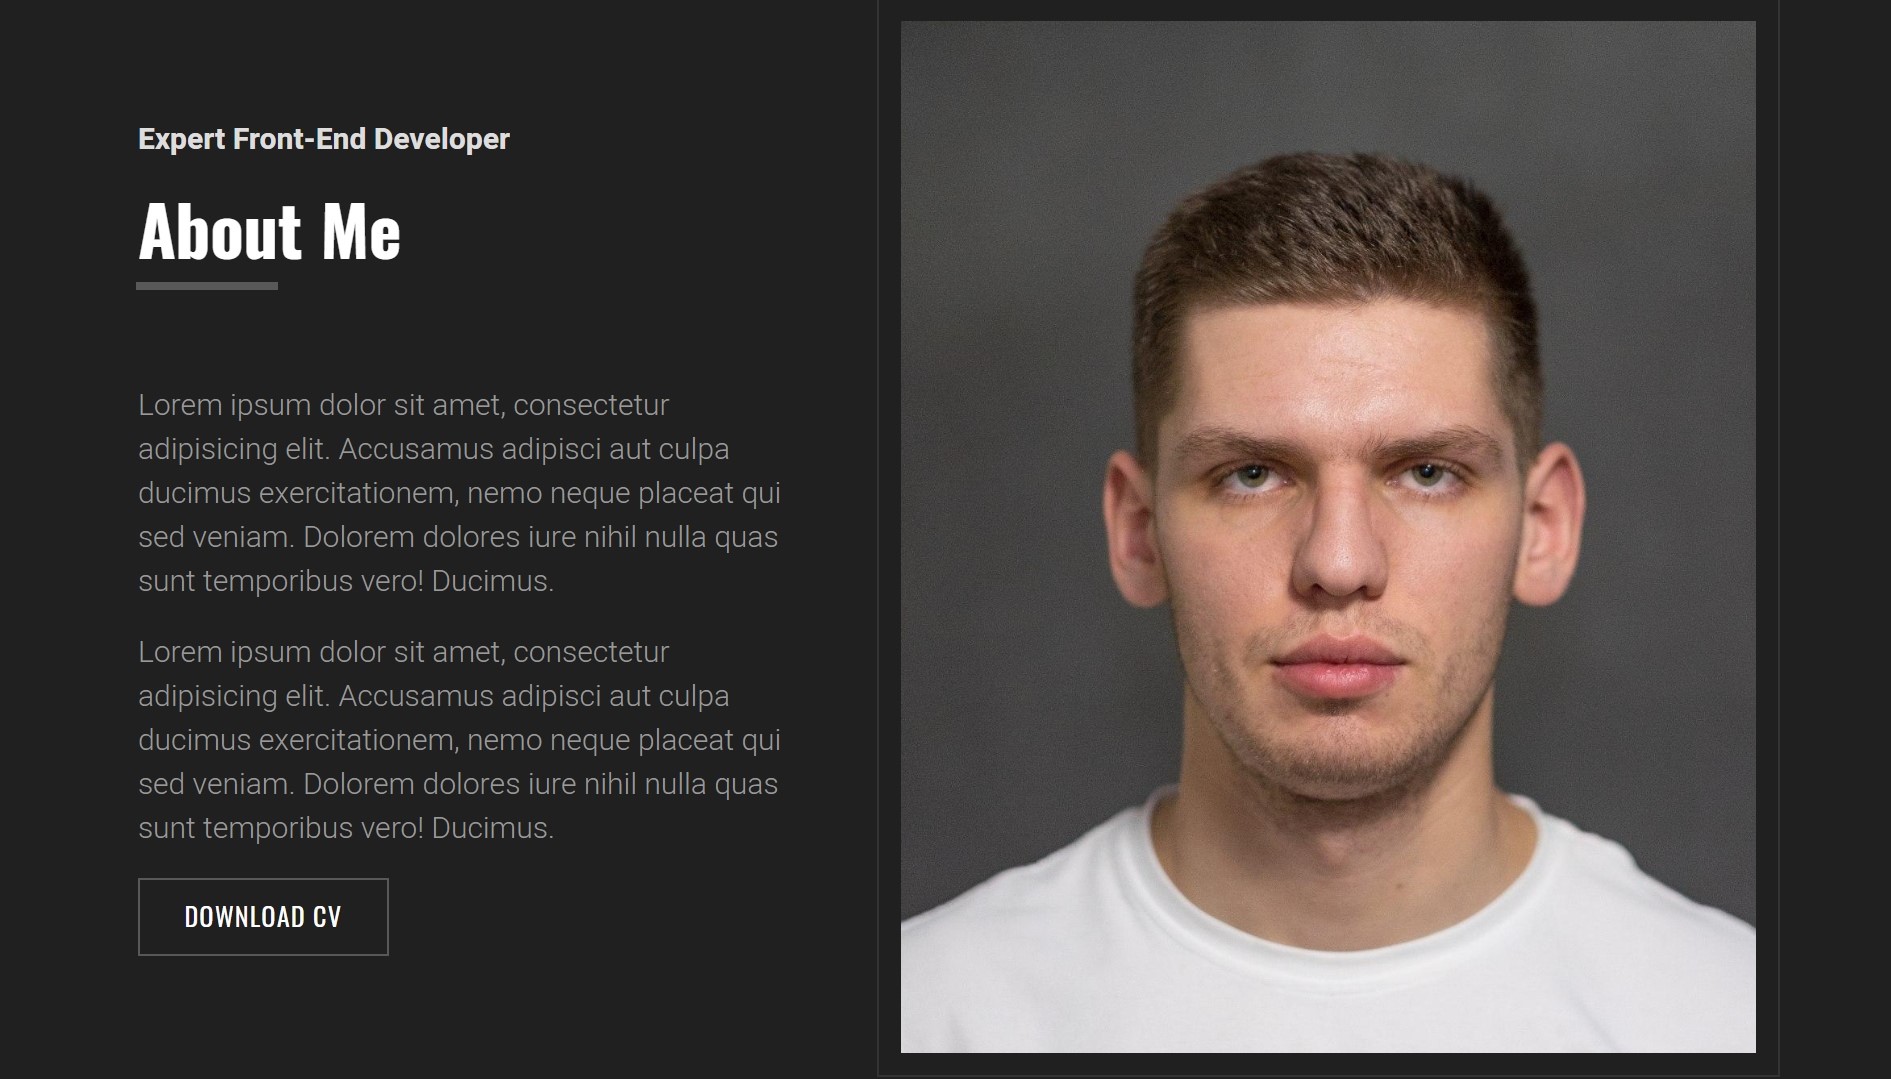 Expert Front-End Developer
About Me
Lorem ipsum dolor sit amet, consectetur
adipisicing elit. Accusamus adipisci aut culpa
ducimus exercitationem, nemo neque placeat qui
sed veniam. Dolorem dolores iure nihil nulla quas
sunt temporibus vero! Ducimus.
Lorem ipsum dolor sit amet, consectetur
adipisicing elit. Accusamus adipisci aut culpa
ducimus exercitationem, nemo neque placeat qui
sed veniam. Dolorem dolores iure nihil nulla quas
sunt temporibus vero! Ducimus.
DOWNLOAD CV